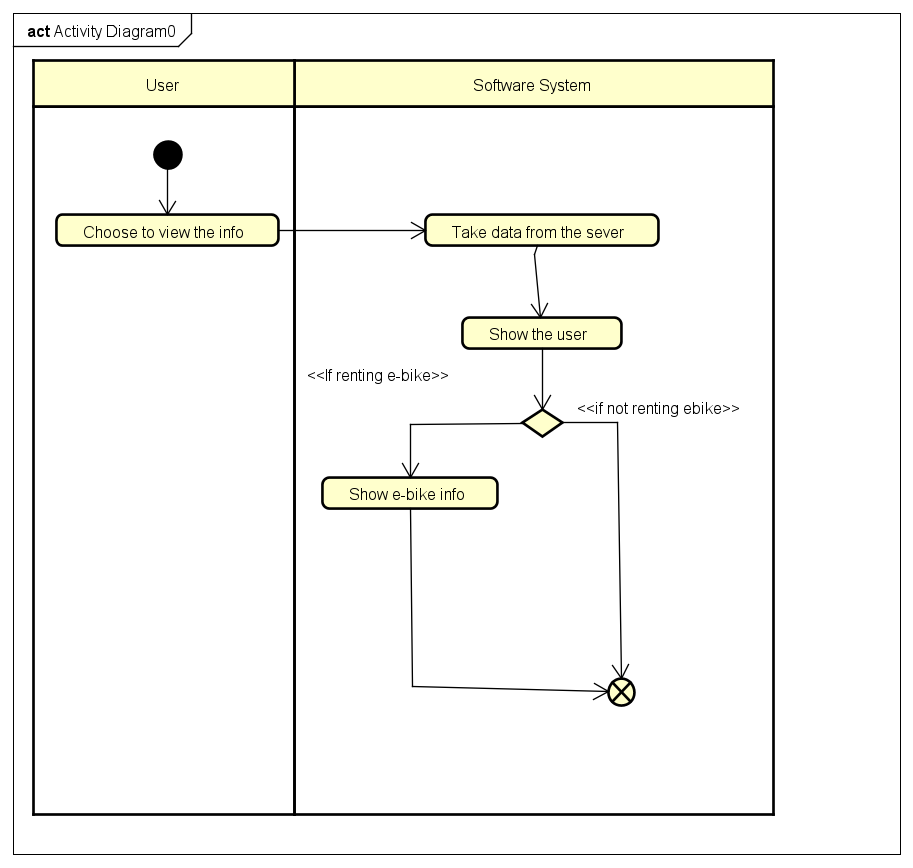 act Activity Diagram0
User
Software System
Choose to view the info
Take data from the sever
Show the user
<<If renting e-bike>>
<<if not renting ebike>>
Show e-bike info